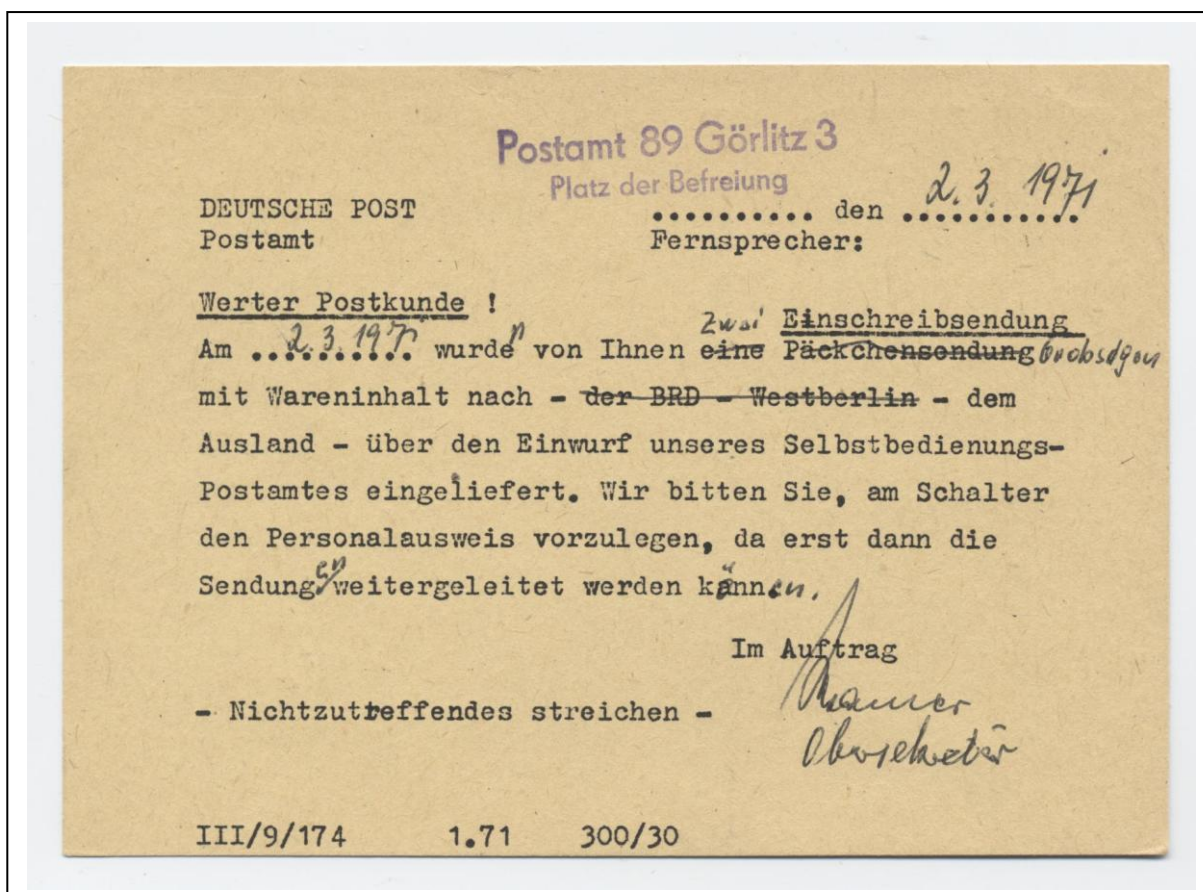 Postamt 89 Görlitz 3
Platz der Befreiung
DEUTSCHE POST .......... den 2.3.1971
Postamt Fernsprecher:
Werter Postkunde ! zwei Einschreibsendung
Am 2.3.1971 wurden von Ihnen eine Päckchensendung
mit Wareninhalt nach - der BRD - Westberlin - dem
Ausland - über den Einwurf unseres Selbstbedienungs-
Postamtes eingeliefert. Wir bitten Sie, am Schalter
den Personalausweis vorzulegen, da erst dann die
Sendungen weitergeleitet werden können.
Im Auftrag
- Nichtzutreffendes streichen -
Obersekretär
III/9/174 1.71 300/30